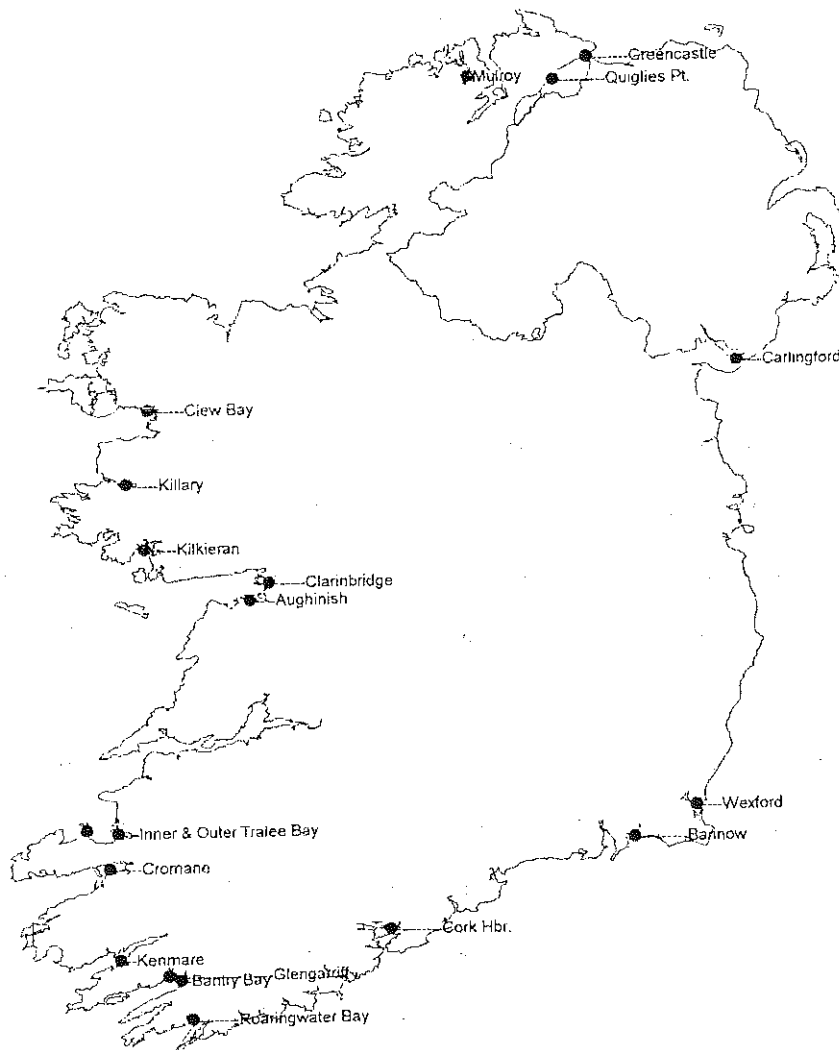 Greencastle
Mulroy
Quiglies Pt.
Carlingford
Clew Bay
Killary
Kilkieran
Clarinbridge
Aughinish
Wexford
Inner & Outer Tralee Bay
Bannow
Cromane
Cork Hbr.
Kenmare
Glengarriff
Bantry Bay
Roaringwater Bay